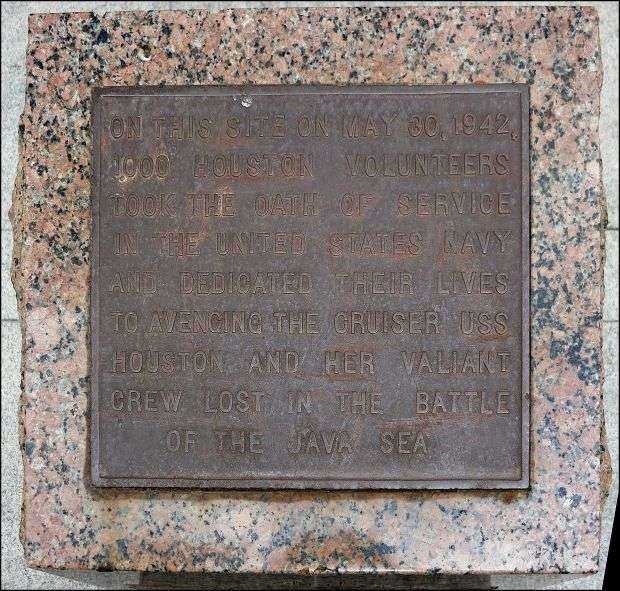 ON THIS SITE ON MAY 30, 1942,
1000 HOUSTON VOLUNTEERS
TOOK THE OATH OF SERVICE
IN THE UNITED STATES NAVY
AND DEDICATED THEIR LIVES
TO AVENGING THE CRUISER USS
HOUSTON AND HER VALIANT
CREW LOST IN THE BATTLE
OF THE JAVA SEA